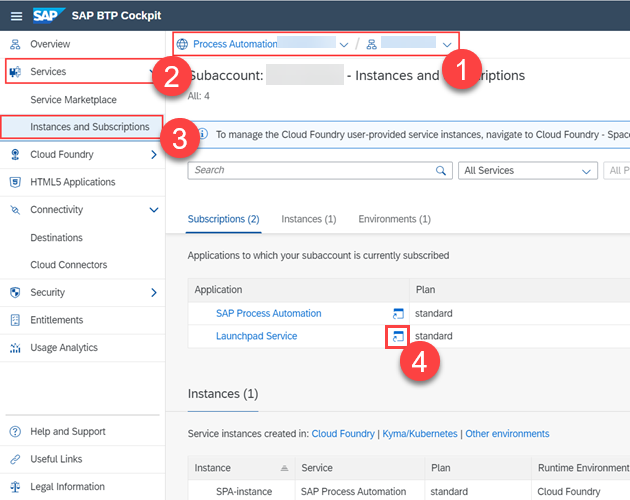 SAP SAP BTP Cockpit
Overview
Services
Service Marketplace
Instances and Subscriptions
Cloud Foundry
HTML5 Applications
Connectivity
Destinations
Cloud Connectors
Security
Entitlements
Usage Analytics
Help and Support
Useful Links
Legal Information
Process Automation /
1
2
3
Subaccount: - Instances and
All: 4
To manage the Cloud Foundry user-provided service instances, navigate to Cloud Foundry - Spac
Search
All Services
All P
Subscriptions (2) Instances (1) Environments (1)
Applications to which your subaccount is currently subscribed
Application Plan
SAP Process Automation standard
Launchpad Service standard
4
Instances (1)
Service instances created in: Cloud Foundry | Kyma/Kubernetes | Other environments
Instance Service Plan Runtime Environment
SPA-instance SAP Process Automation standard Cloud Foundry